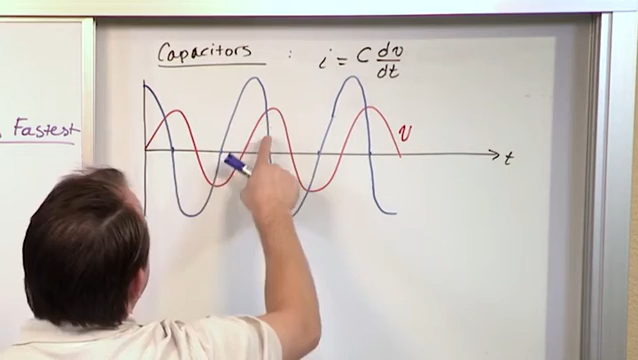 Capacitors : i = C dv/dt
Fastest
v
t